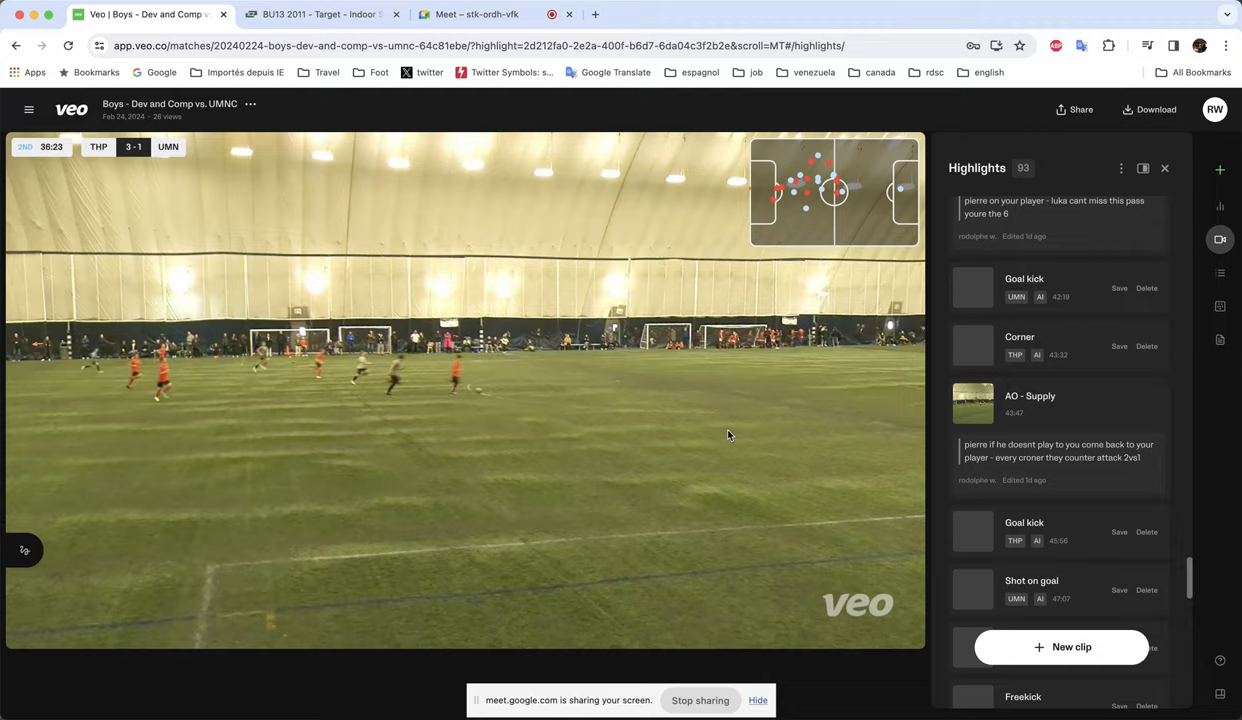 Veo | Boys - Dev and Comp v
BU13 2011 - Target - Indoor S
Meet – stk-ordh-vfk
app.veo.co/matches/20240224-boys-dev-and-comp-vs-umnc-64c81ebe/?highlight=2d212fa0-2e2a-400f-b6d7-6da04c3f2b2e&scroll=MT#/highlights/
Apps
Bookmarks
Google
Importés depuis IE
Travel
Foot
twitter
Twitter Symbols: s...
Google Translate
espagnol
job
venezuela
canada
rdsc
english
All Bookmarks
veo
Boys - Dev and Comp vs. UMNC
Feb 24, 2024 · 26 views
Share
Download
RW
2ND 36:23 THP 3 - 1 UMN
Highlights 93
pierre on your player - luka cant miss this pass
youre the 6
rodolphe w. Edited 1d ago
Goal kick
UMN AI 42:19
Save Delete
Corner
THP AI 43:32
Save Delete
AO - Supply
43:47
pierre if he doesnt play to you come back to your
player - every croner they counter attack 2vs1
rodolphe w. Edited 1d ago
Goal kick
THP AI 45:56
Save Delete
Shot on goal
UMN AI 47:07
Save Delete
+ New clip
Freekick
Save Delete
veo
meet.google.com is sharing your screen.
Stop sharing
Hide